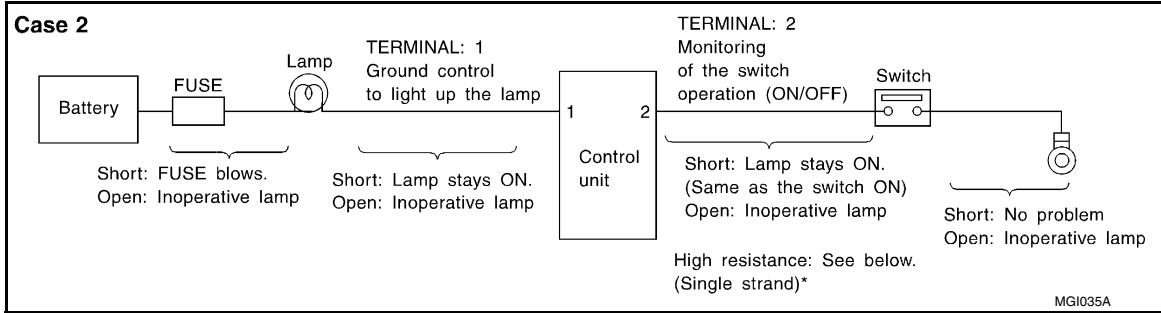 Case 2
Battery
FUSE
Lamp
TERMINAL: 1
Ground control
to light up the lamp
TERMINAL: 2
Monitoring
of the switch
operation (ON/OFF)
Switch
1
2
Control
unit
Short: FUSE blows.
Open: Inoperative lamp
Short: Lamp stays ON.
Open: Inoperative lamp
Short: Lamp stays ON.
(Same as the switch ON)
Open: Inoperative lamp
Short: No problem
Open: Inoperative lamp
High resistance: See below.
(Single strand)*
MGI035A